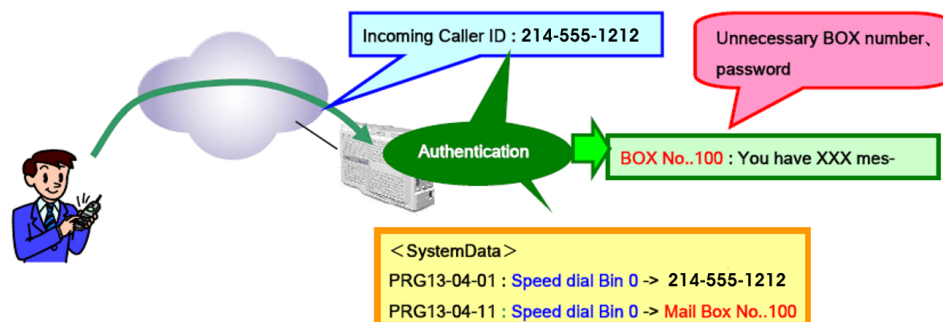 Incoming Caller ID : 214-555-1212
Unnecessary BOX number、
password
Authentication
BOX No..100 : You have XXX mes-
＜SystemData＞
PRG13-04-01 : Speed dial Bin 0 -> 214-555-1212
PRG13-04-11 : Speed dial Bin 0 -> Mail Box No..100